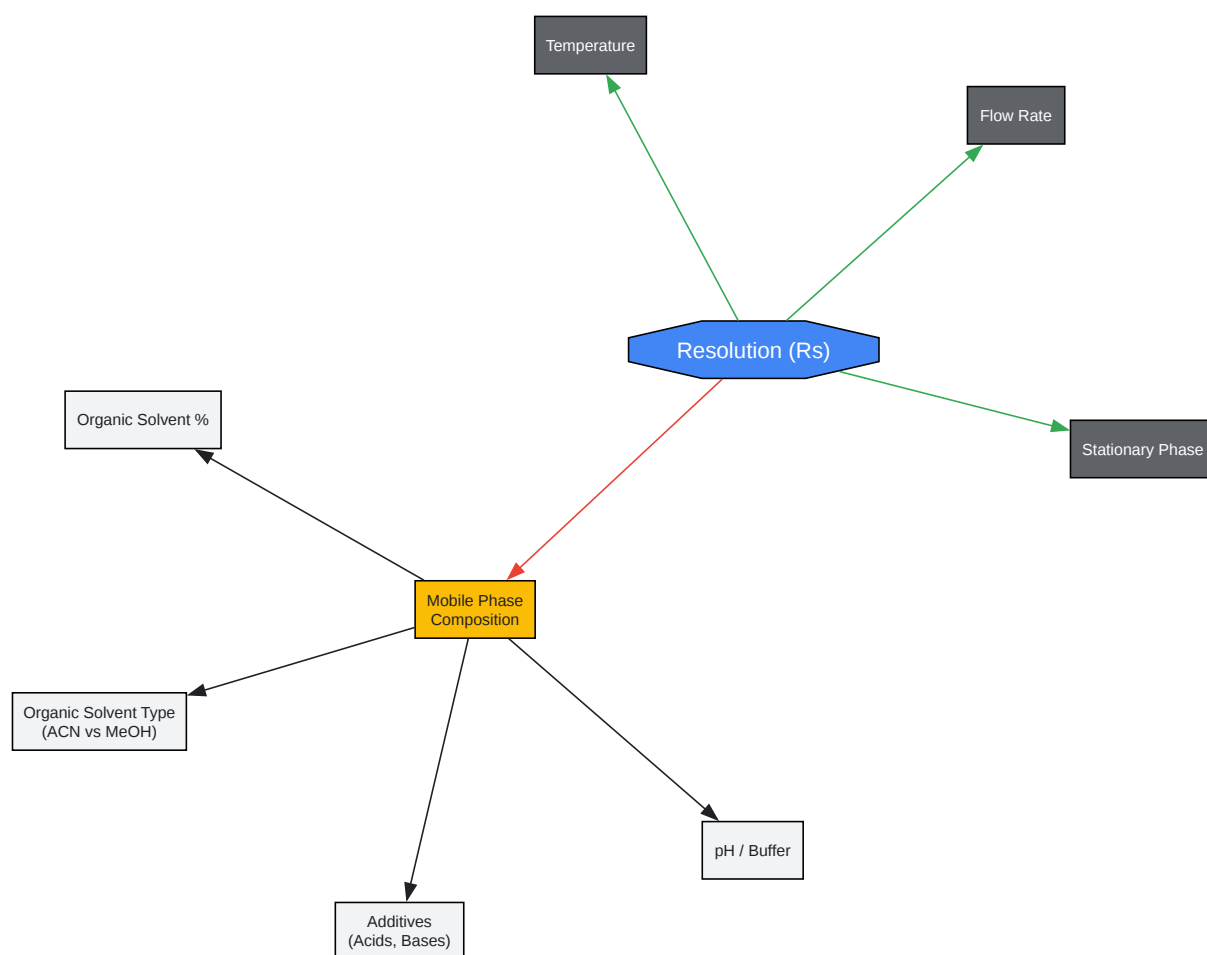 Temperature
Flow Rate
Resolution (Rs)
Organic Solvent %
Stationary Phase
Mobile Phase
Composition
Organic Solvent Type
(ACN vs MeOH)
pH / Buffer
Additives
(Acids, Bases)